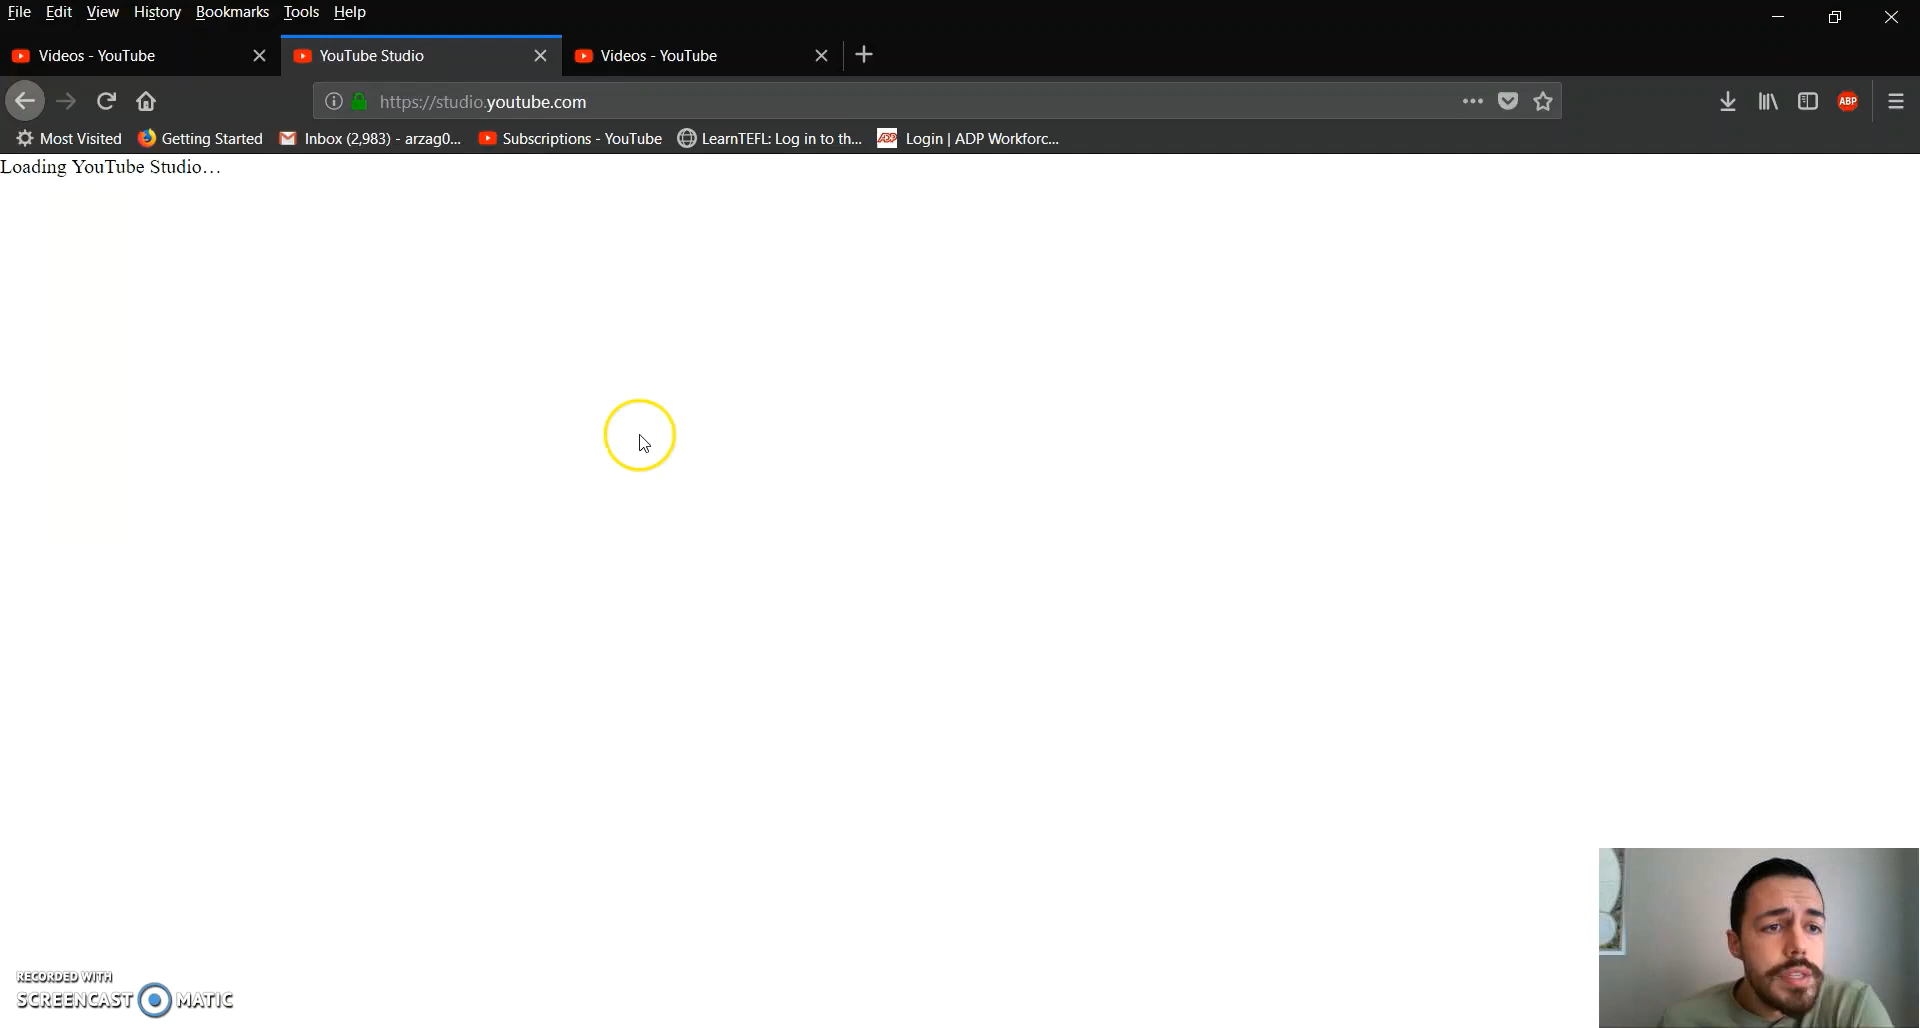 File Edit View History Bookmarks Tools Help
Videos - YouTube YouTube Studio Videos - YouTube
https://studio.youtube.com
ABP
Most Visited Getting Started Inbox (2,983) - arzag0... Subscriptions - YouTube LearnTEFL: Log in to th... Login | ADP Workforc...
Loading YouTube Studio...
RECORDED WITH
SCREENCAST MATIC